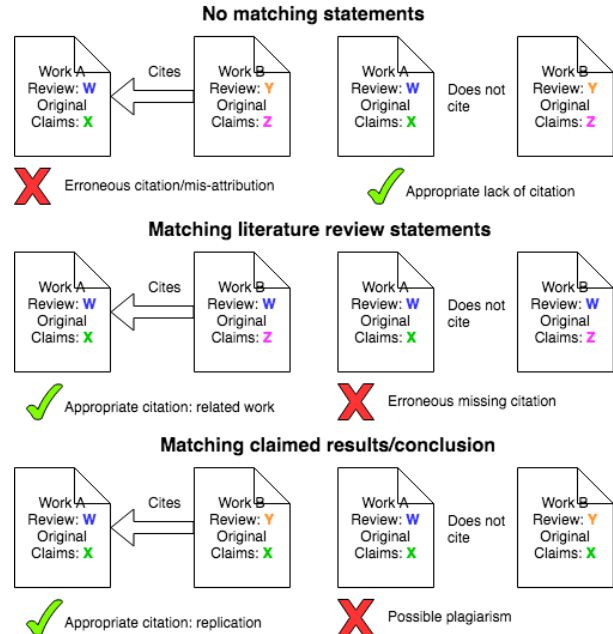 No matching statements
Work A
Review: W
Original
Claims: X
Cites
Work B
Review: Y
Original
Claims: Z
Work A
Review: W
Original
Claims: X
Does not
cite
Work B
Review: Y
Original
Claims: Z
Erroneous citation/mis-attribution
Appropriate lack of citation
Matching literature review statements
Work A
Review: W
Original
Claims: X
Cites
Work B
Review: W
Original
Claims: Z
Work A
Review: W
Original
Claims: X
Does not
cite
Work B
Review: W
Original
Claims: Z
Appropriate citation: related work
Erroneous missing citation
Matching claimed results/conclusion
Work A
Review: W
Original
Claims: X
Cites
Work B
Review: Y
Original
Claims: X
Work A
Review: W
Original
Claims: X
Does not
cite
Work B
Review: Y
Original
Claims: X
Appropriate citation: replication
Possible plagiarism